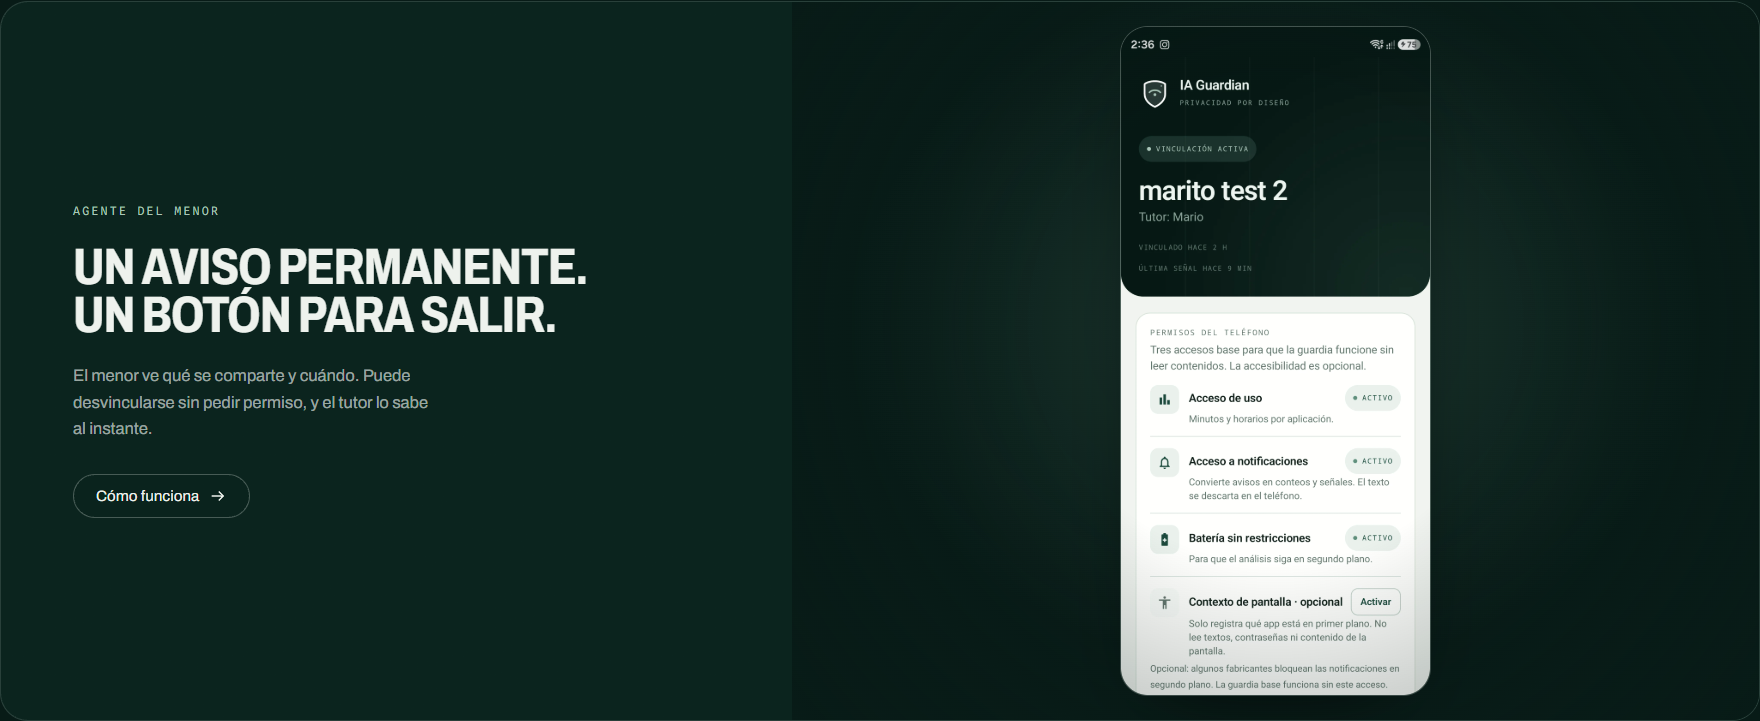 AGENTE DEL MENOR
UN AVISO PERMANENTE.
UN BOTÓN PARA SALIR.
El menor ve qué se comparte y cuándo. Puede
desvincularse sin pedir permiso, y el tutor lo sabe
al instante.
Cómo funciona →
2:36
75
IA Guardian
PRIVACIDAD POR DISEÑO
VINCULACIÓN ACTIVA
marito test 2
Tutor: Mario
VINCULADO HACE 2 H
ÚLTIMA SEÑAL HACE 9 MIN
PERMISOS DEL TELÉFONO
Tres accesos base para que la guardia funcione sin
leer contenidos. La accesibilidad es opcional.
Acceso de uso
ACTIVO
Minutos y horarios por aplicación.
Acceso a notificaciones
ACTIVO
Convierte avisos en conteos y señales. El texto
se descarta en el teléfono.
Batería sin restricciones
ACTIVO
Para que el análisis siga en segundo plano.
Contexto de pantalla · opcional
Activar
Solo registra qué app está en primer plano. No
lee textos, contraseñas ni contenido de la
pantalla.
Opcional: algunos fabricantes bloquean las notificaciones en
segundo plano. La guardia base funciona sin este acceso.